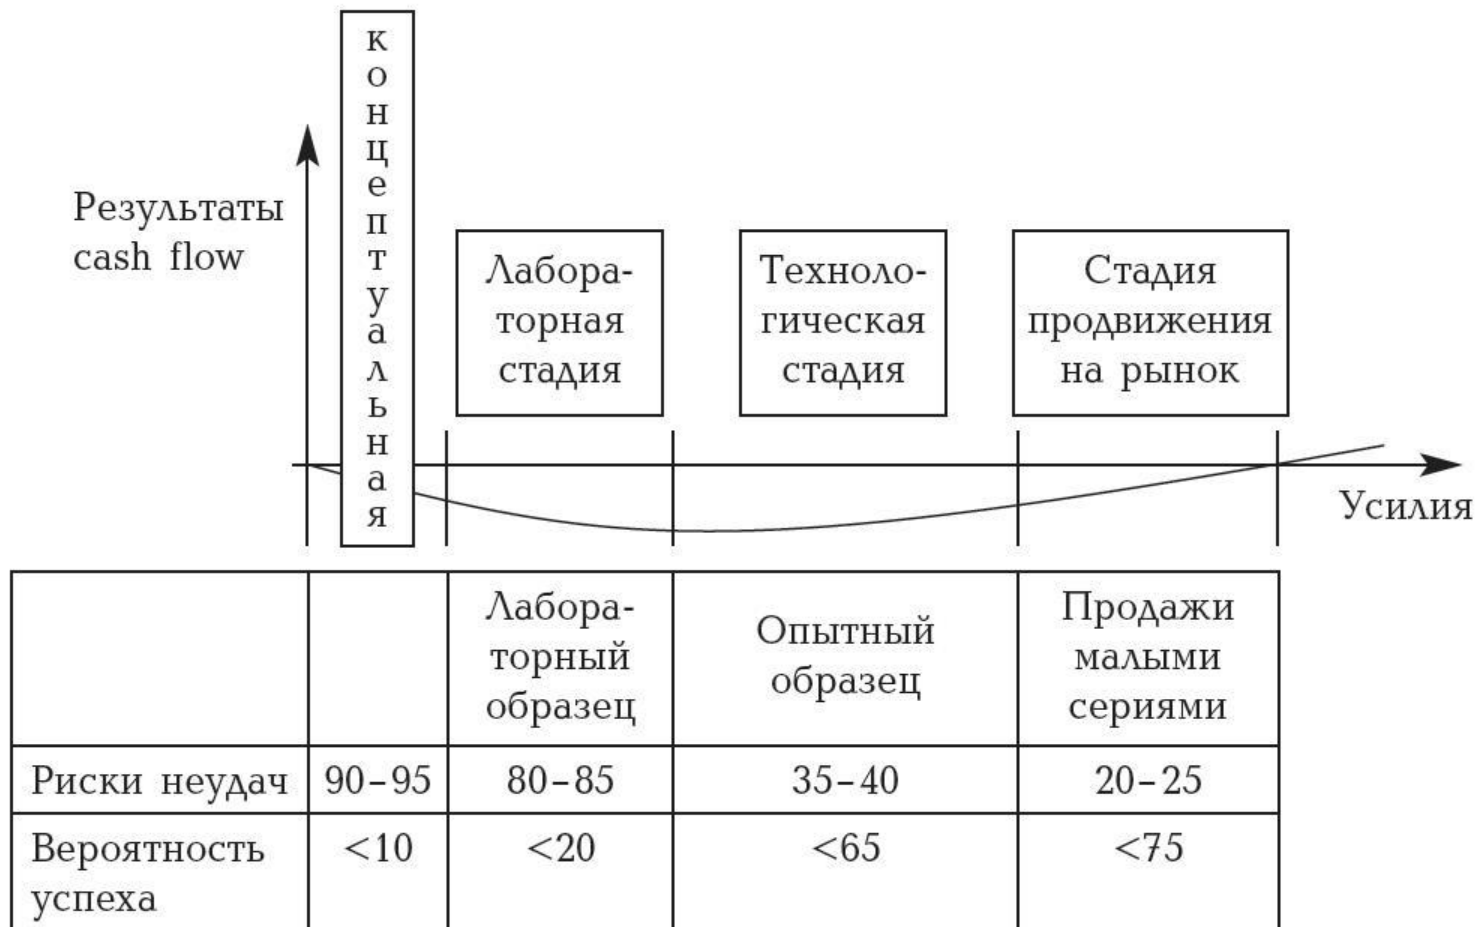 концептуальная
Результаты
cash flow
Лабора-
торная
стадия
Техноло-
гическая
стадия
Стадия
продвижения
на рынок
Усилия
Лабора-
торный
образец
Опытный
образец
Продажи
малыми
сериями
Риски неудач 90–95 80–85 35–40 20–25
Вероятность <10 <20 <65 <75
успеха